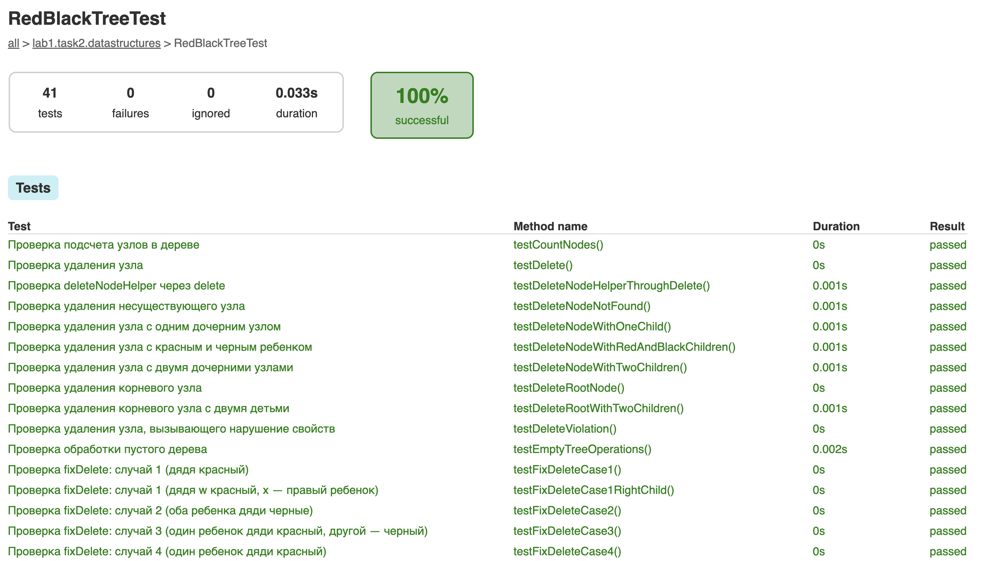 RedBlackTreeTest
all > lab1.task2.datastructures > RedBlackTreeTest
41 0 0 0.033s
tests failures ignored duration
100%
successful
Tests
Test Method name Duration Result
Проверка подсчета узлов в дереве testCountNodes() 0s passed
Проверка удаления узла testDelete() 0s passed
Проверка deleteNodeHelper через delete testDeleteNodeHelperThroughDelete() 0.001s passed
Проверка удаления несуществующего узла testDeleteNodeNotFound() 0.001s passed
Проверка удаления узла с одним дочерним узлом testDeleteNodeWithOneChild() 0.001s passed
Проверка удаления узла с красным и черным ребенком testDeleteNodeWithRedAndBlackChildren() 0.001s passed
Проверка удаления узла с двумя дочерними узлами testDeleteNodeWithTwoChildren() 0.001s passed
Проверка удаления корневого узла testDeleteRootNode() 0s passed
Проверка удаления корневого узла с двумя детьми testDeleteRootWithTwoChildren() 0.001s passed
Проверка удаления узла, вызывающего нарушение свойств testDeleteViolation() 0s passed
Проверка обработки пустого дерева testEmptyTreeOperations() 0.002s passed
Проверка fixDelete: случай 1 (дядя красный) testFixDeleteCase1() 0s passed
Проверка fixDelete: случай 1 (дядя w красный, x — правый ребенок) testFixDeleteCase1RightChild() 0s passed
Проверка fixDelete: случай 2 (оба ребенка дяди черные) testFixDeleteCase2() 0s passed
Проверка fixDelete: случай 3 (один ребенок дяди красный, другой — черный) testFixDeleteCase3() 0s passed
Проверка fixDelete: случай 4 (один ребенок дяди красный) testFixDeleteCase4() 0s passed